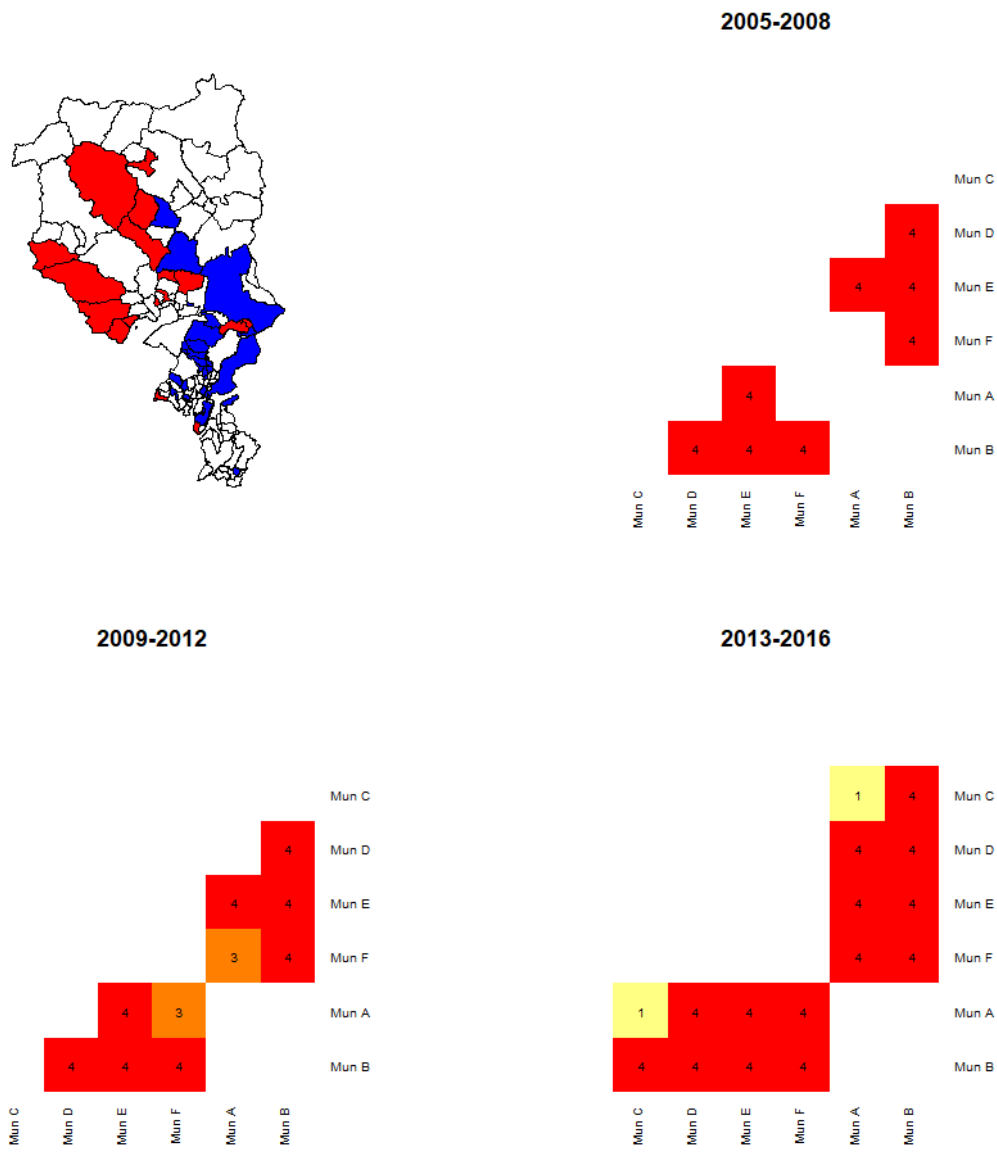 2005-2008
Mun C
Mun D
4
Mun E
4 4
Mun F
4
Mun A
4
Mun B
4 4 4
Mun C Mun D Mun E Mun F Mun A Mun B
2009-2012
Mun C
4 Mun D
4 4 Mun E
3 4 Mun F
4 3 Mun A
4 4 4 Mun B
Mun C Mun D Mun E Mun F Mun A Mun B
2013-2016
1 4 Mun C
4 4 Mun D
4 4 Mun E
4 4 Mun F
1 4 4 4 Mun A
4 4 4 4 Mun B
Mun C Mun D Mun E Mun F Mun A Mun B